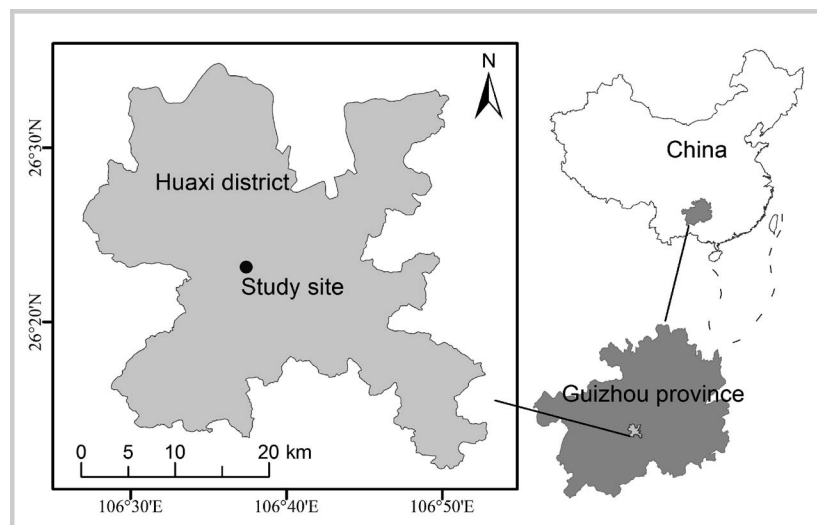 N
Huaxi district
Study site
0 5 10 20 km
26°30'N
26°20'N
106°30'E 106°40'E 106°50'E
China
Guizhou province